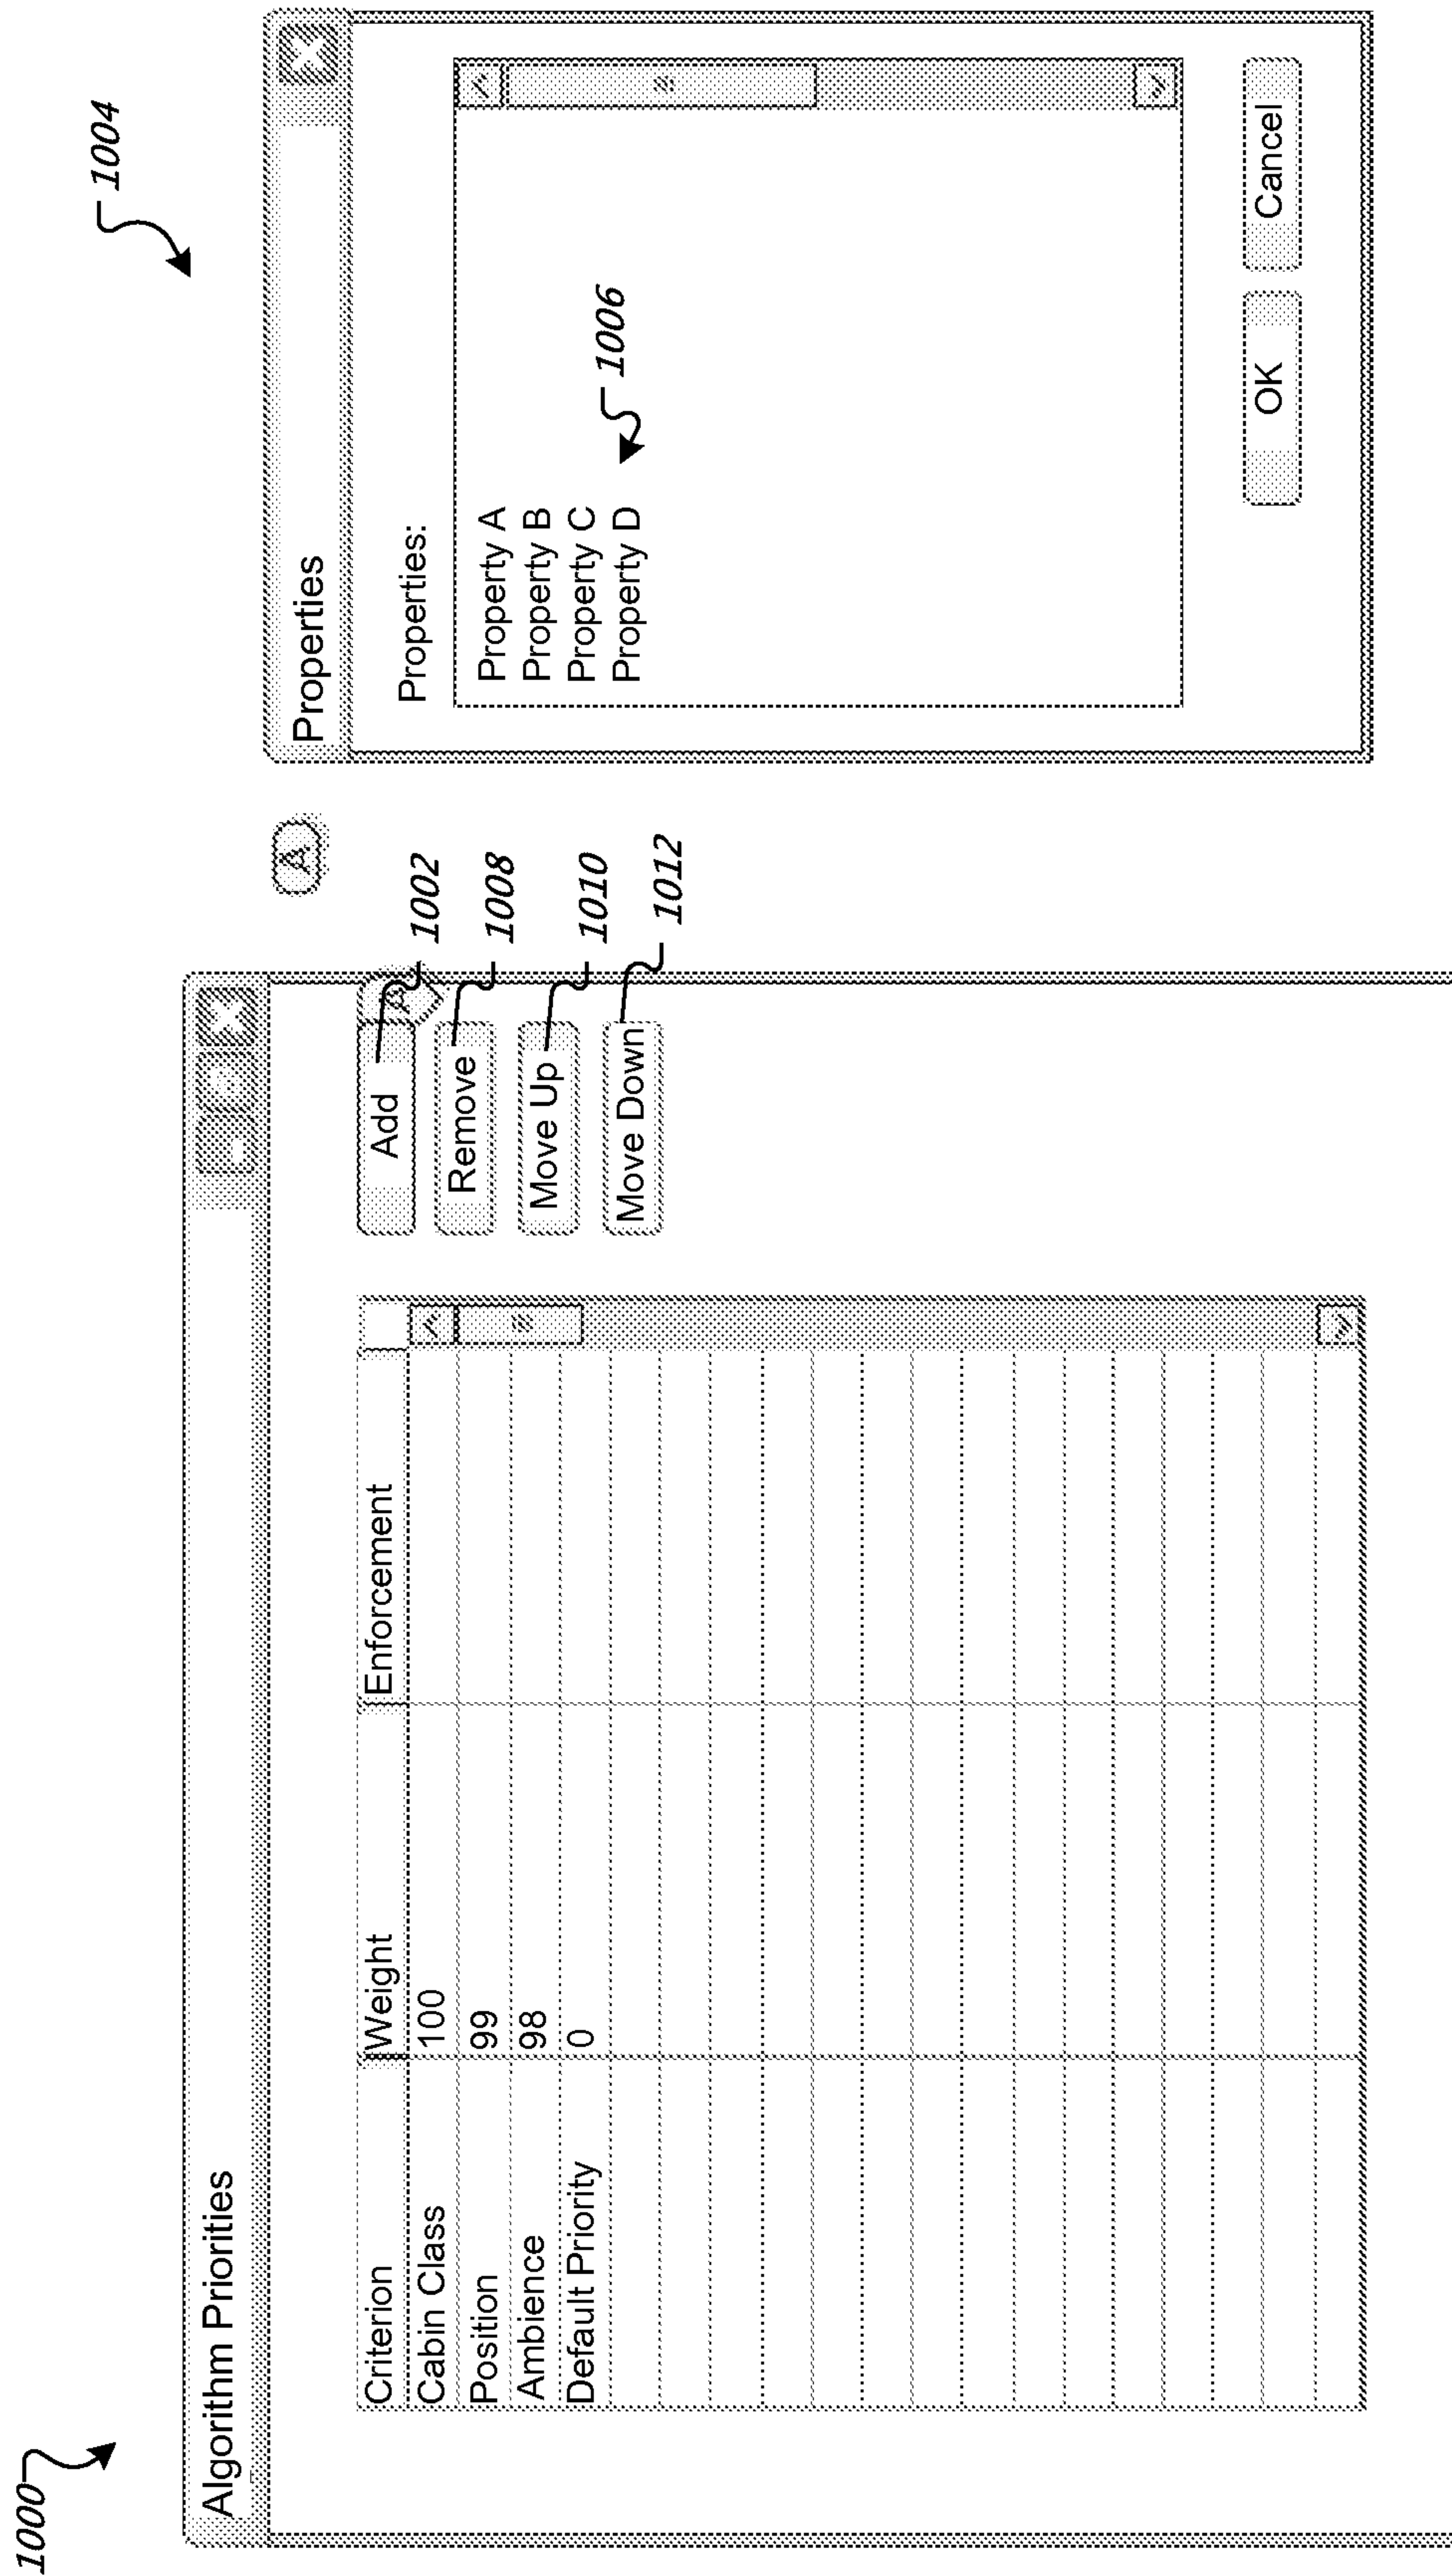 1000
Algorithm Priorities
Criterion Weight Enforcement
Cabin Class 100
Position 99
Ambience 98
Default Priority 0
Add
Remove
Move Up
Move Down
A
1002
1008
1010
1012
A
1004
Properties
Properties:
Property A
Property B
Property C
Property D
1006
OK Cancel